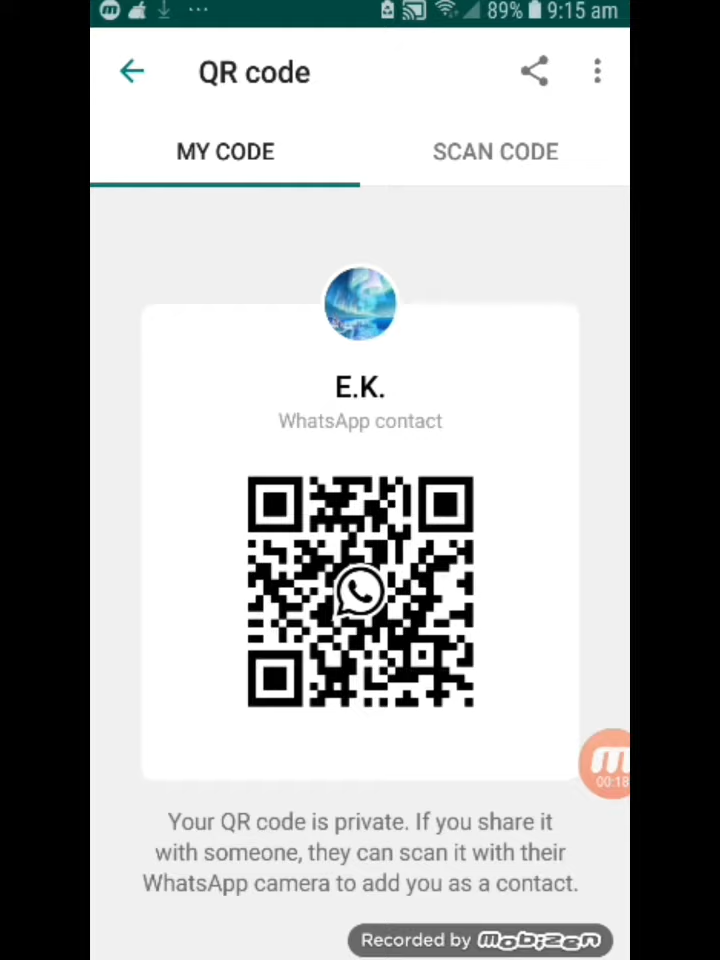 89% 9:15 am
QR code
MY CODE
SCAN CODE
E.K.
WhatsApp contact
00:18
Your QR code is private. If you share it
with someone, they can scan it with their
WhatsApp camera to add you as a contact.
Recorded by mobizen